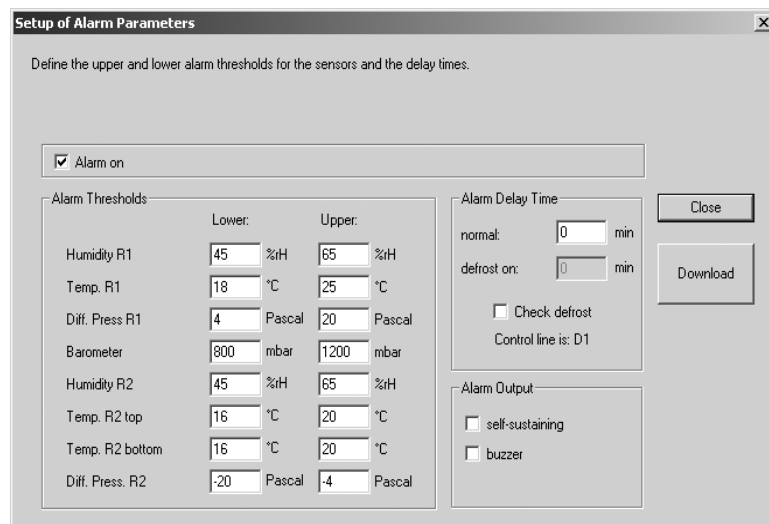 Setup of Alarm Parameters
Define the upper and lower alarm thresholds for the sensors and the delay times.
Alarm on
Alarm Thresholds
Lower: Upper:
Humidity R1 45 %rH 65 %rH
Temp. R1 18 °C 25 °C
Diff. Press R1 4 Pascal 20 Pascal
Barometer 800 mbar 1200 mbar
Humidity R2 45 %rH 65 %rH
Temp. R2 top 16 °C 20 °C
Temp. R2 bottom 16 °C 20 °C
Diff. Press. R2 -20 Pascal -4 Pascal
Alarm Delay Time
normal: 0 min
defrost on: 0 min
Check defrost
Control line is: D1
Alarm Output
self-sustaining
buzzer
Close
Download